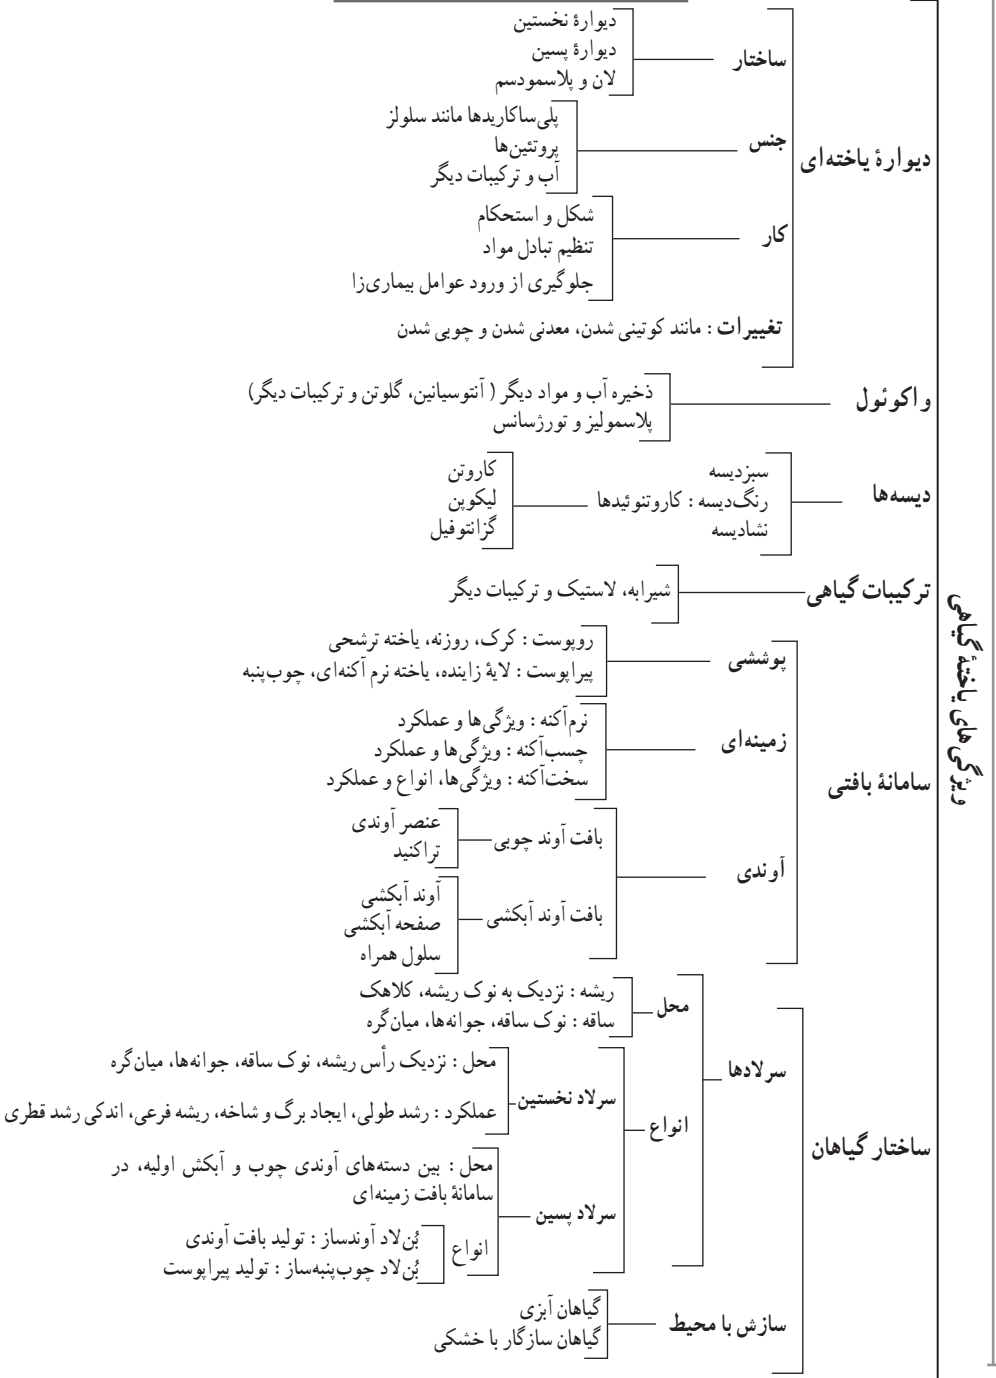 ویژگی های یاختهٔ گیاهی
دیوارهٔ یاخته‌ای
ساختار
دیوارهٔ نخستین
دیوارهٔ پسین
لان و پلاسمودسم
جنس
پلی‌ساکاریدها مانند سلولز
پروتئین‌ها
آب و ترکیبات دیگر
کار
شکل و استحکام
تنظیم تبادل مواد
جلوگیری از ورود عوامل بیماری‌زا
تغییرات : مانند کوتینی شدن، معدنی شدن و چوبی شدن
واکوئول
ذخیره آب و مواد دیگر ( آنتوسیانین، گلوتن و ترکیبات دیگر)
پلاسمولیز و تورژسانس
دیسه‌ها
سبزدیسه
رنگ‌دیسه : کاروتنوئیدها
کاروتن
لیکوپن
گزانتوفیل
نشادیسه
ترکیبات گیاهی
شیرابه، لاستیک و ترکیبات دیگر
سامانهٔ بافتی
پوششی
روپوست : کرک، روزنه، یاخته ترشحی
پیراپوست : لایهٔ زاینده، یاخته نرم آکنه‌ای، چوب‌پنبه
زمینه‌ای
نرم‌آکنه : ویژگی‌ها و عملکرد
چسب‌آکنه : ویژگی‌ها و عملکرد
سخت‌آکنه : ویژگی‌ها، انواع و عملکرد
آوندی
بافت آوند چوبی
عنصر آوندی
تراکئید
بافت آوند آبکشی
آوند آبکشی
صفحه آبکشی
سلول همراه
ساختار گیاهان
سرلادها
محل
ریشه : نزدیک به نوک ریشه، کلاهک
ساقه : نوک ساقه، جوانه‌ها، میان‌گره
انواع
سرلاد نخستین
محل : نزدیک رأس ریشه، نوک ساقه، جوانه‌ها، میان‌گره
عملکرد : رشد طولی، ایجاد برگ و شاخه، ریشه فرعی، اندکی رشد قطری
سرلاد پسین
محل : بین دسته‌های آوندی چوب و آبکش اولیه، در
سامانهٔ بافت زمینه‌ای
انواع
بُن‌لاد آوندساز : تولید بافت آوندی
بُن‌لاد چوب‌پنبه‌ساز : تولید پیراپوست
سازش با محیط
گیاهان آبزی
گیاهان سازگار با خشکی